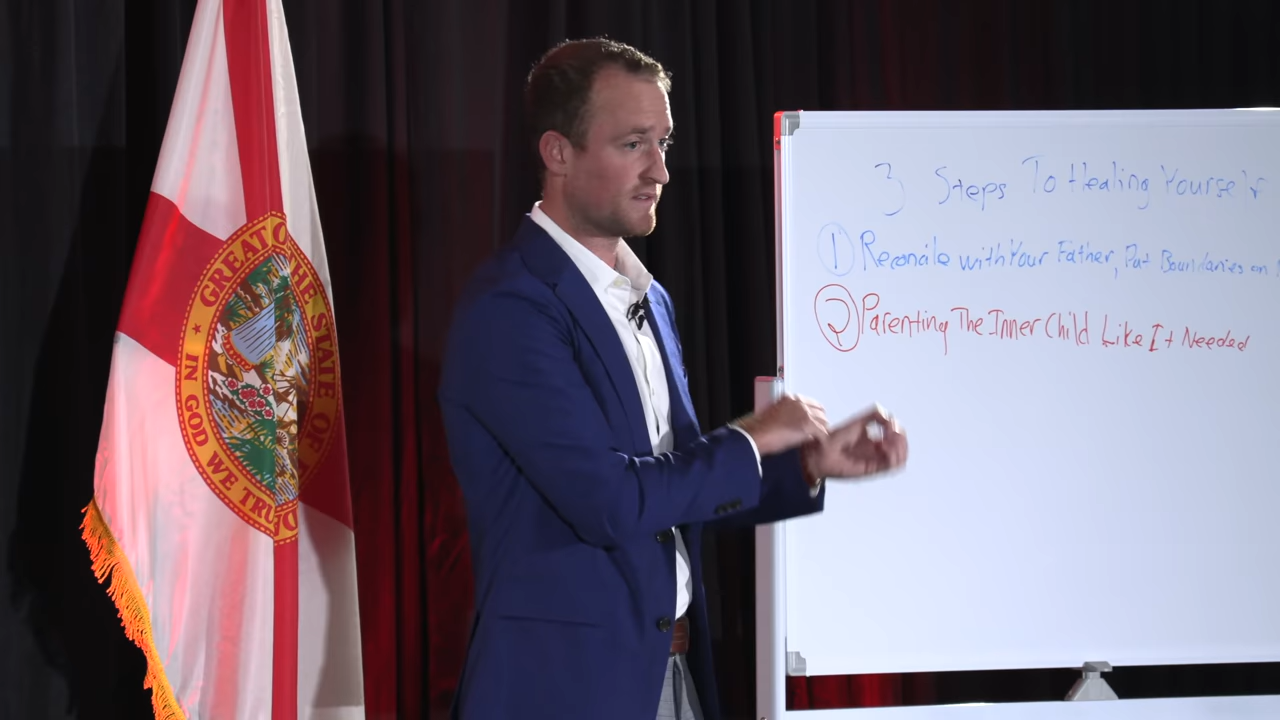 GREAT O THE STATE OF
IN GOD WE TRU
3 Steps To Healing Yourself
① Reconcile with Your Father, Put Boundaries on
② Parenting The Inner Child Like It Needed